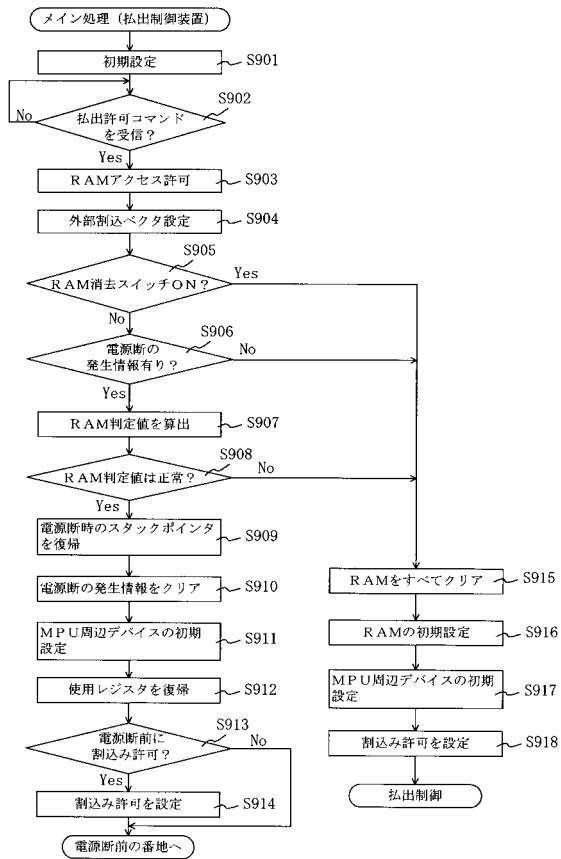 メイン処理（払出制御装置）
初期設定
S901
S902
払出許可コマンド
を受信？
No
Yes
ＲＡＭアクセス許可
S903
外部割込ベクタ設定
S904
S905
ＲＡＭ消去スイッチＯＮ？
Yes
No
S906
電源断の
発生情報有り？
No
Yes
ＲＡＭ判定値を算出
S907
S908
ＲＡＭ判定値は正常？
No
Yes
電源断時のスタックポインタ
を復帰
S909
電源断の発生情報をクリア
S910
ＭＰＵ周辺デバイスの初期
設定
S911
使用レジスタを復帰
S912
S913
電源断前に
割込み許可？
No
Yes
割込み許可を設定
S914
電源断前の番地へ
ＲＡＭをすべてクリア
S915
ＲＡＭの初期設定
S916
ＭＰＵ周辺デバイスの初期
設定
S917
割込み許可を設定
S918
払出制御